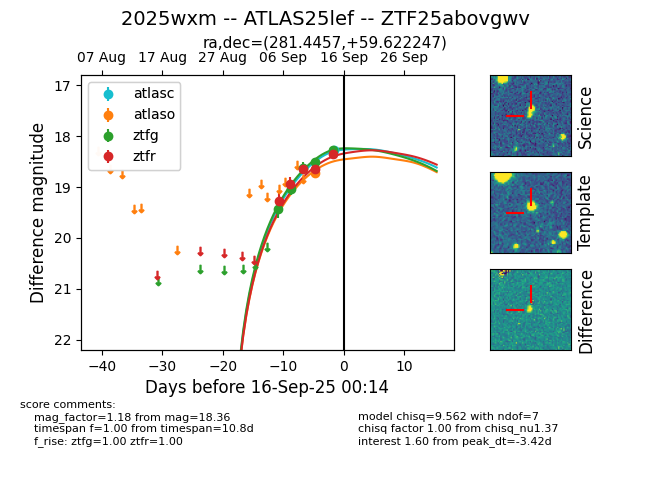 2025wxm -- ATLAS25lef -- ZTF25abovgwv
ra,dec=(281.4457,+59.622247)
07 Aug 17 Aug 27 Aug 06 Sep 16 Sep 26 Sep
atlasc
atlaso
ztfg
ztfr
17
18
19
20
21
22
Difference magnitude
−40 −30 −20 −10 0 10
Days before 16-Sep-25 00:14
Science
Template
Difference
score comments:
mag_factor=1.18 from mag=18.36
timespan f=1.00 from timespan=10.8d
f_rise: ztfg=1.00 ztfr=1.00
model chisq=9.562 with ndof=7
chisq factor 1.00 from chisq_nu1.37
interest 1.60 from peak_dt=-3.42d